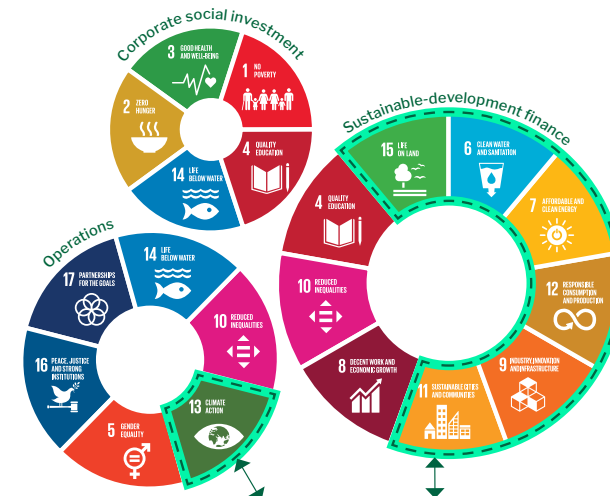 Corporate social investment
3 GOOD HEALTH
AND WELL-BEING
1 NO
POVERTY
2 ZERO
HUNGER
4 QUALITY
EDUCATION
14 LIFE
BELOW WATER
Sustainable-development finance
15 LIFE
ON LAND
6 CLEAN WATER
AND SANITATION
4 QUALITY
EDUCATION
7 AFFORDABLE AND
CLEAN ENERGY
10 REDUCED
INEQUALITIES
12 RESPONSIBLE
CONSUMPTION
AND PRODUCTION
8 DECENT WORK AND
ECONOMIC GROWTH
9 INDUSTRY, INNOVATION
AND INFRASTRUCTURE
11 SUSTAINABLE CITIES
AND COMMUNITIES
Operations
14 LIFE
BELOW WATER
17 PARTNERSHIPS
FOR THE GOALS
10 REDUCED
INEQUALITIES
16 PEACE, JUSTICE
AND STRONG
INSTITUTIONS
13 CLIMATE
ACTION
5 GENDER
EQUALITY